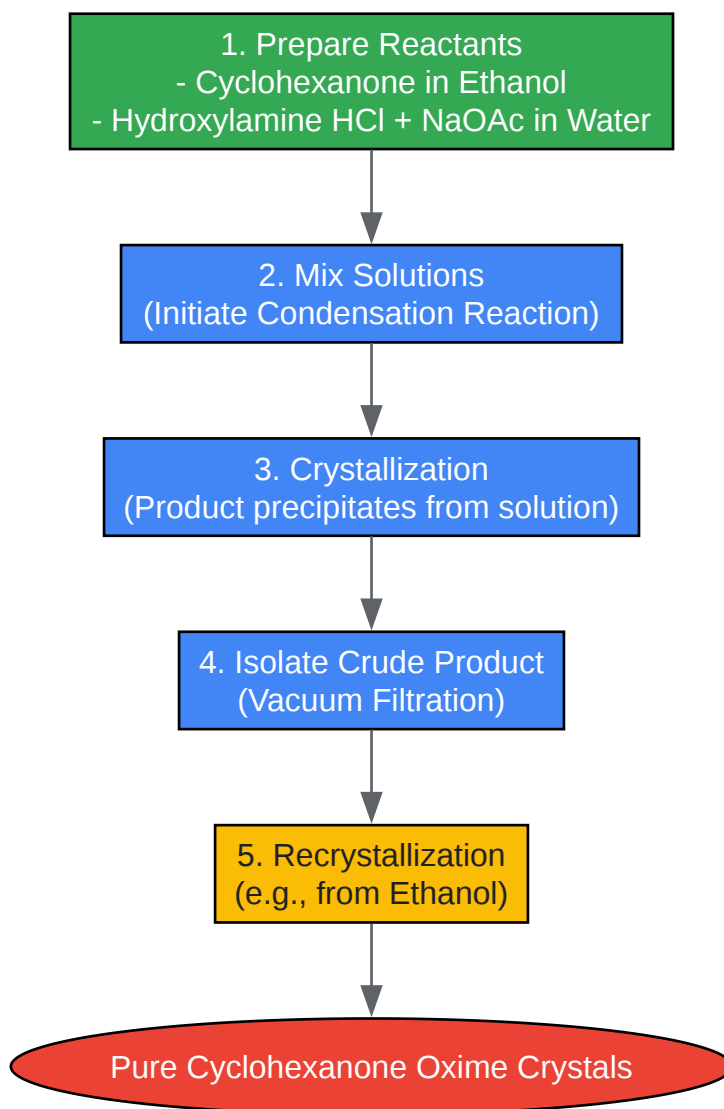 1. Prepare Reactants
- Cyclohexanone in Ethanol
- Hydroxylamine HCl + NaOAc in Water
2. Mix Solutions
(Initiate Condensation Reaction)
3. Crystallization
(Product precipitates from solution)
4. Isolate Crude Product
(Vacuum Filtration)
5. Recrystallization
(e.g., from Ethanol)
Pure Cyclohexanone Oxime Crystals